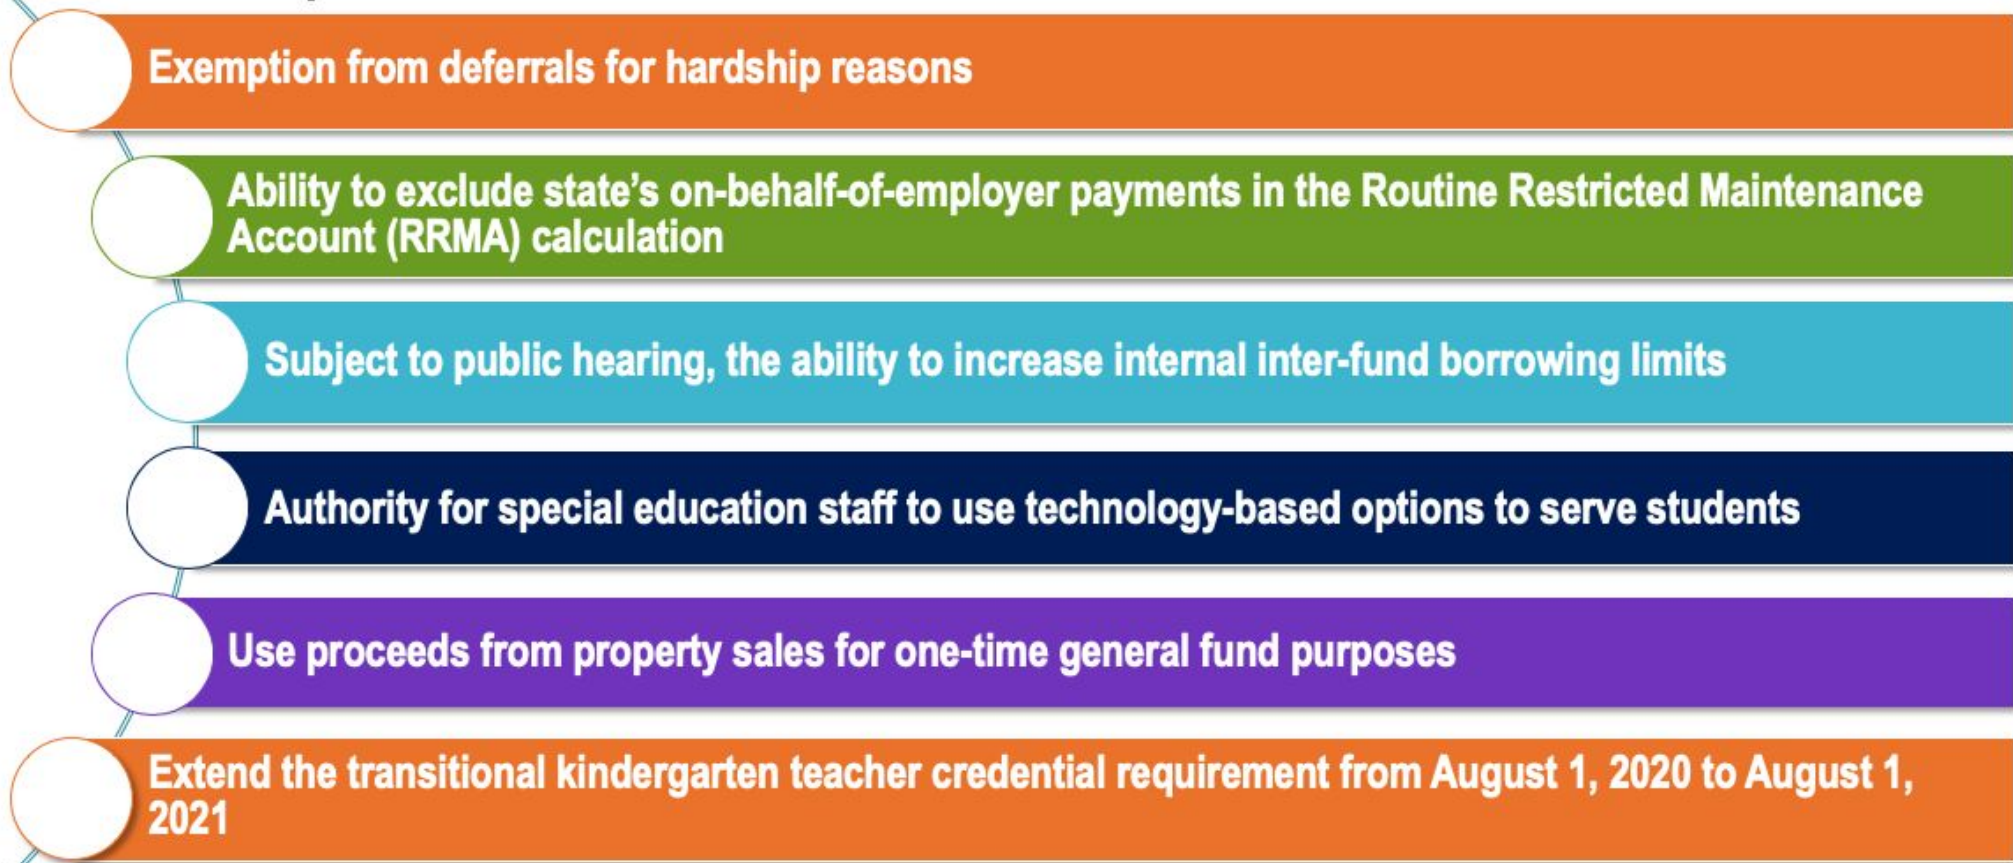 Exemption from deferrals for hardship reasons
Ability to exclude state’s on-behalf-of-employer payments in the Routine Restricted Maintenance
Account (RRMA) calculation
Subject to public hearing, the ability to increase internal inter-fund borrowing limits
Authority for special education staff to use technology-based options to serve students
Use proceeds from property sales for one-time general fund purposes
Extend the transitional kindergarten teacher credential requirement from August 1, 2020 to August 1,
2021